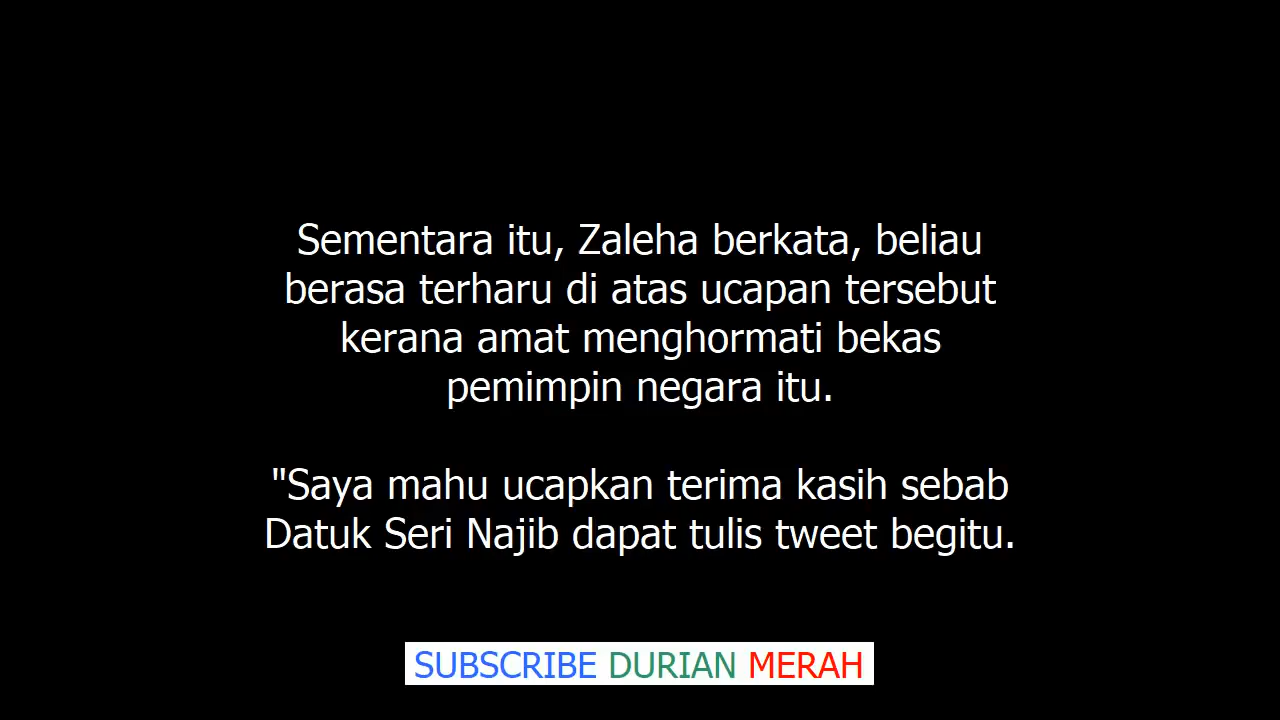 Sementara itu, Zaleha berkata, beliau
berasa terharu di atas ucapan tersebut
kerana amat menghormati bekas
pemimpin negara itu.
"Saya mahu ucapkan terima kasih sebab
Datuk Seri Najib dapat tulis tweet begitu.
SUBSCRIBE DURIAN MERAH